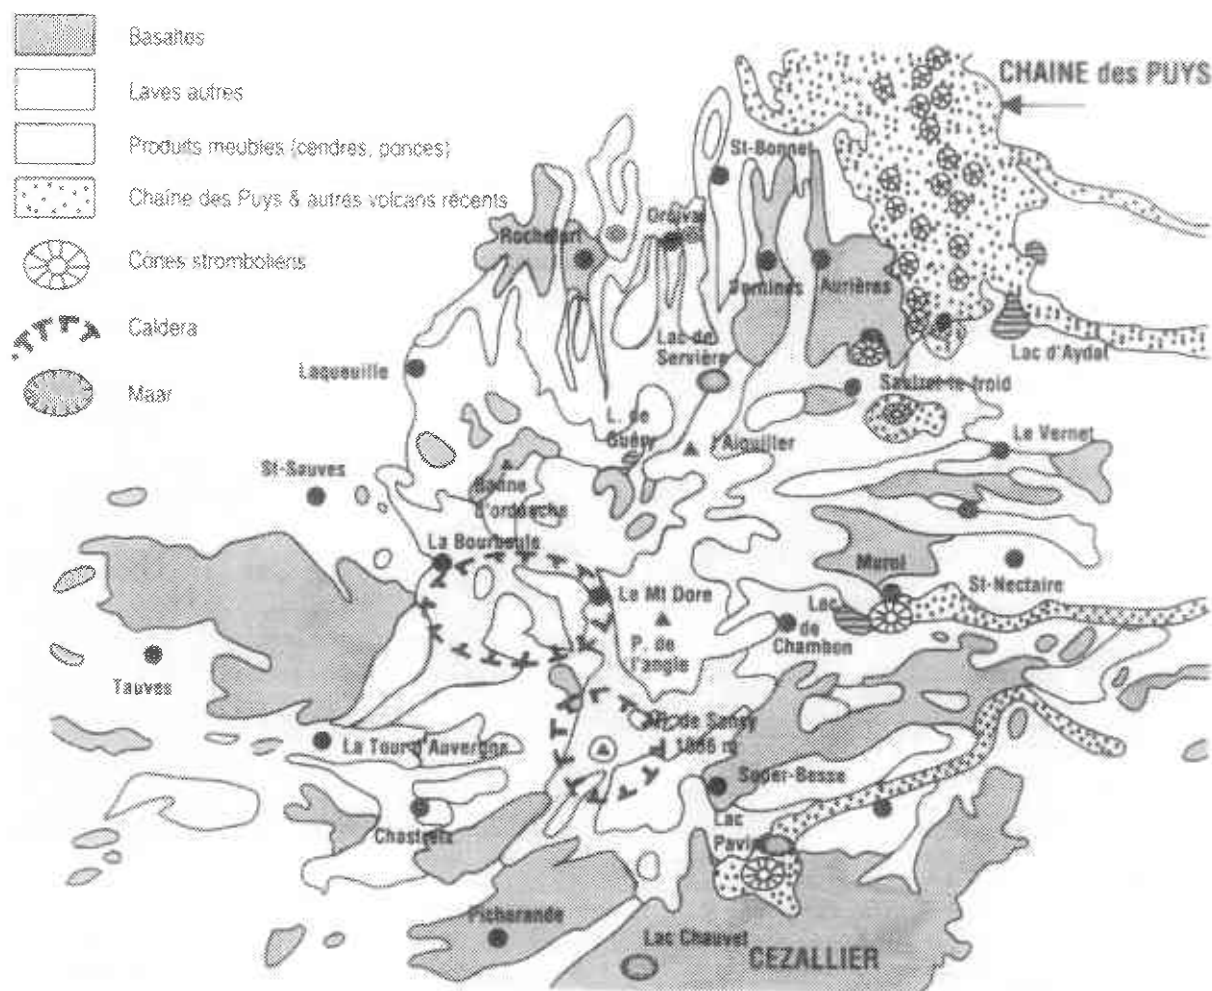 Basaltes
Laves autres
Produits meubles (cendres, ponces)
Chaîne des Puys & autres volcans récents
Cônes stromboliens
Caldera
Maar
CHAINE des PUYS
St-Bonnet
Orcival
Rochefort
Vernines
Aurières
Lac de
Servière
Lac d'Aydat
Laqueuille
Saulzet le froid
L. de
Guéry
l'Aiguiller
Le Vernet
St-Sauves
Banne
d'ordanche
La Bourboule
Murol
St-Nectaire
Le Mt Dore
Lac
de
Chambon
P. de
l'angle
Tauves
de Sancy
La Tour d'Auvergne
Super-Besse
Chastreix
Lac
Pavin
Picherande
Lac Chauvet
CEZALLIER